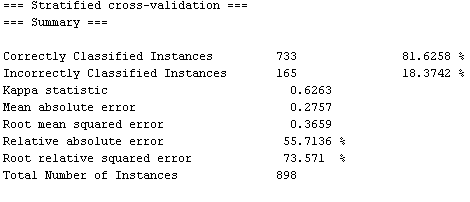 === Stratified cross-validation ===
=== Summary ===
Correctly Classified Instances 733 81.6258 %
Incorrectly Classified Instances 165 18.3742 %
Kappa statistic 0.6263
Mean absolute error 0.2757
Root mean squared error 0.3659
Relative absolute error 55.7136 %
Root relative squared error 73.571 %
Total Number of Instances 898